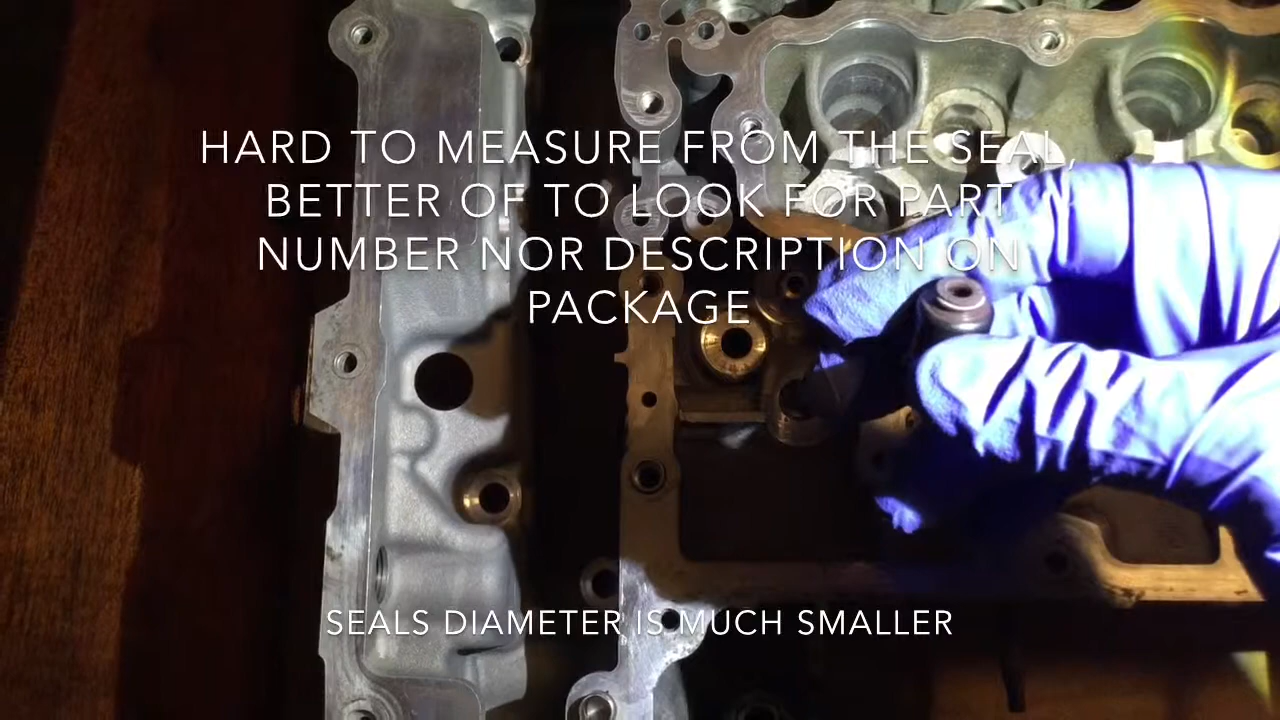 HARD TO MEASURE FROM THE SEAL,
BETTER OF TO LOOK FOR PART
NUMBER NOR DESCRIPTION ON
PACKAGE
SEALS DIAMETER IS MUCH SMALLER